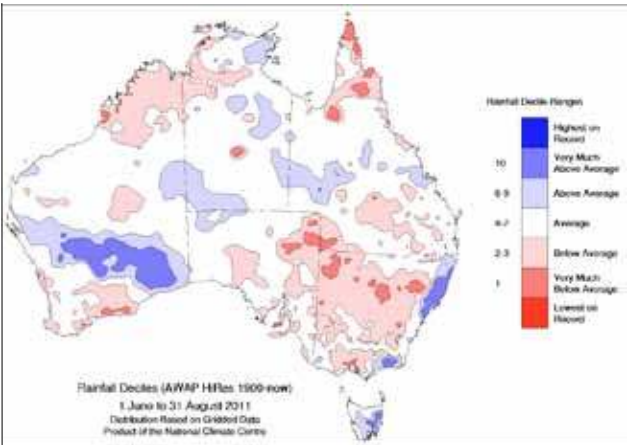 Rainfall Decile Ranges
Highest on
Record
10
Very Much
Above Average
8-9
Above Average
4-7
Average
2-3
Below Average
1
Very Much
Below Average
Lowest on
Record
Rainfall Deciles (AWAP HiRes 1900-now)
1 June to 31 August 2011
Distribution Based on Gridded Data
Product of the National Climate Centre